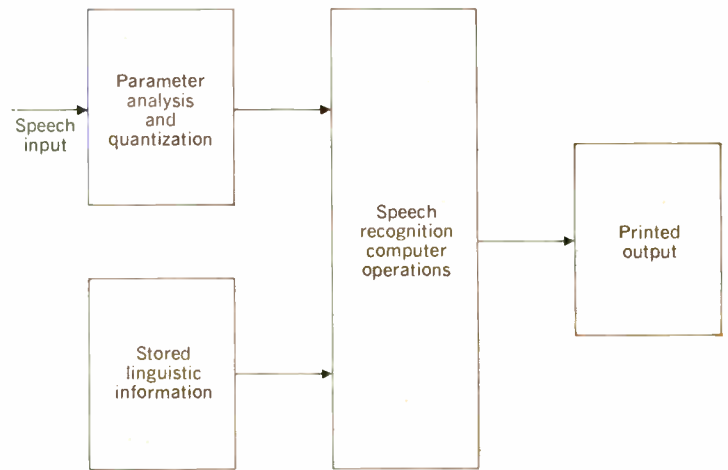 Speech
input
Parameter
analysis
and
quantization
Stored
linguistic
information
Speech
recognition
computer
operations
Printed
output